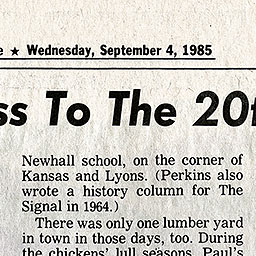 e ★ Wednesday, September 4, 1985
ss To The 20
Newhall school, on the corner of
Kansas and Lyons. (Perkins also
wrote a history column for The
Signal in 1964.)
There was only one lumber yard
in town in those days, too. During
the chickens' lull seasons, Paul's